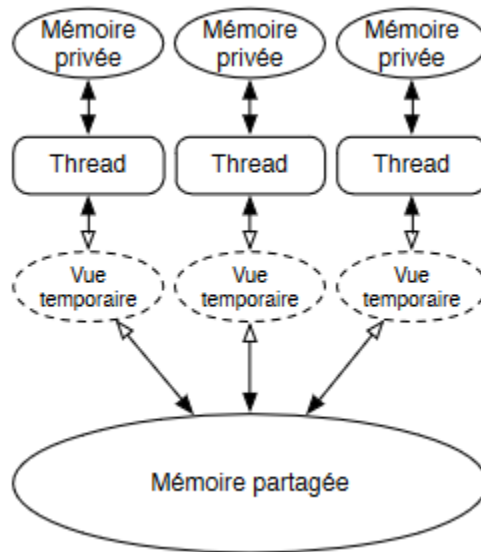 Mémoire
privée
Mémoire
privée
Mémoire
privée
Thread
Thread
Thread
Vue
temporaire
Vue
temporaire
Vue
temporaire
Mémoire partagée